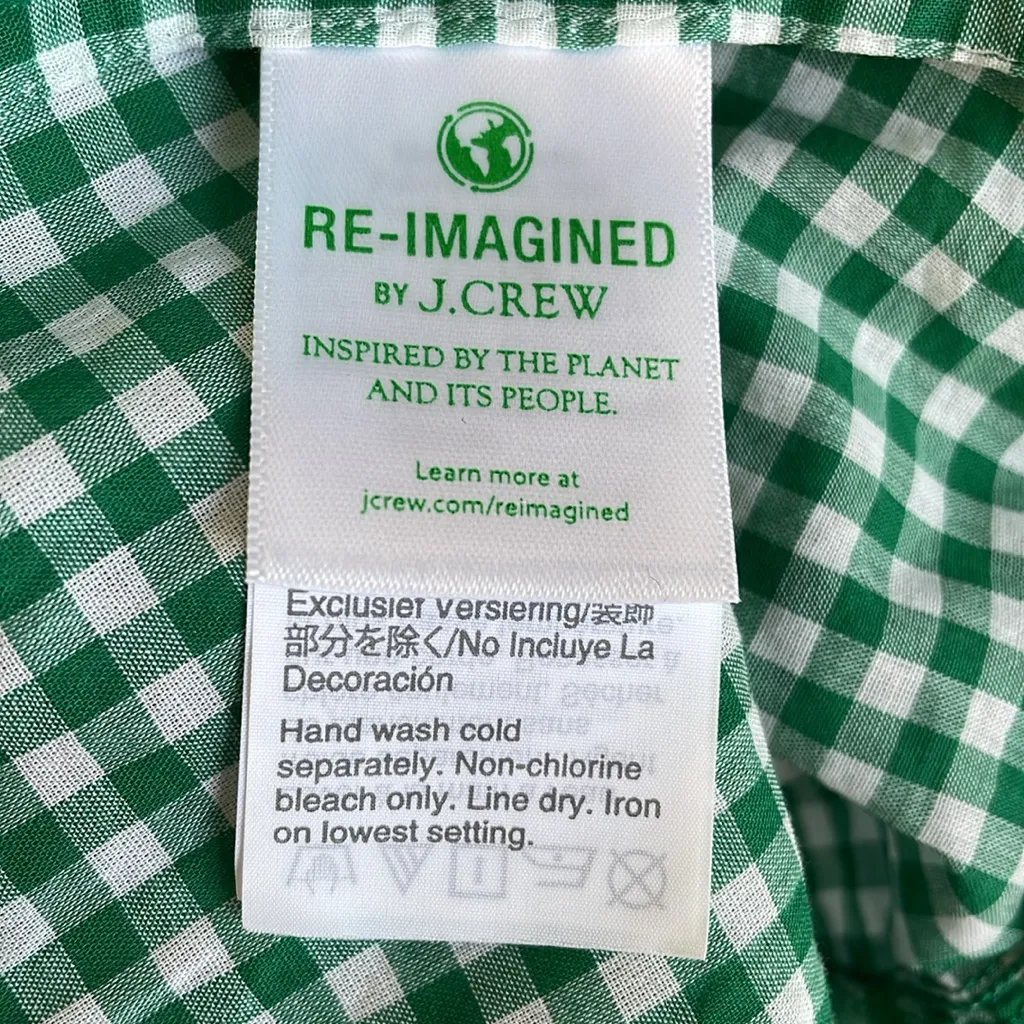 RE-IMAGINED
BY J.CREW
INSPIRED BY THE PLANET
AND ITS PEOPLE.
Learn more at
jcrew.com/reimagined
Exclusief Versiering/装飾
部分を除く/No Incluye La
Decoración
Hand wash cold
separately. Non-chlorine
bleach only. Line dry. Iron
on lowest setting.